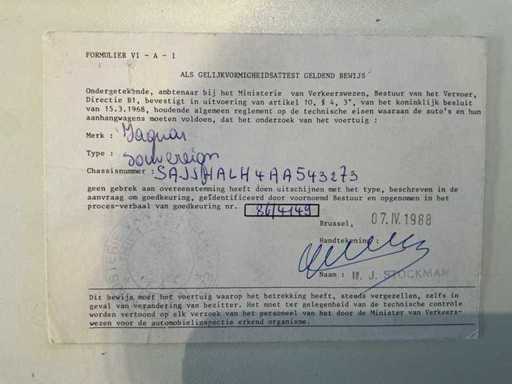 FORMULIER VI - A - 1
ALS GELIJKVORMIGHEIDSATTEST GELDEND BEWIJS
Ondergetekende, ambtenaar bij het Ministerie van Verkeerswezen, Bestuur van het Vervoer,
Directie B1, bevestigt in uitvoering van artikel 10, § 4, 3°, van het koninklijk besluit
van 15.3.1968, houdende algemeen reglement op de technische eisen waaraan de auto's en hun
aanhangwagens moeten voldoen, dat het onderzoek van het voertuig :
Merk : Jaguar
Type : Souvereign
Chassisnummer : SAJJHALH4AA543273
geen gebrek aan overeenstemming heeft doen uitschijnen met het type, beschreven in de
aanvraag om goedkeuring, geïdentificeerd door voornoemd Bestuur en opgenomen in het
proces-verbaal van goedkeuring nr. 86/4149
Brussel, 07. IV. 1988
Handtekening :
Naam : W. J. STOCKMAN
Dit bewijs moet het voertuig waarop het betrekking heeft, steeds vergezellen, zelfs in
geval van verandering van bezitter. Het moet ter gelegenheid van de technische controle
worden vertoond op elk verzoek van het personeel van het door de Minister van Verkeers-
wezen voor de automobielinspectie erkend organisme.